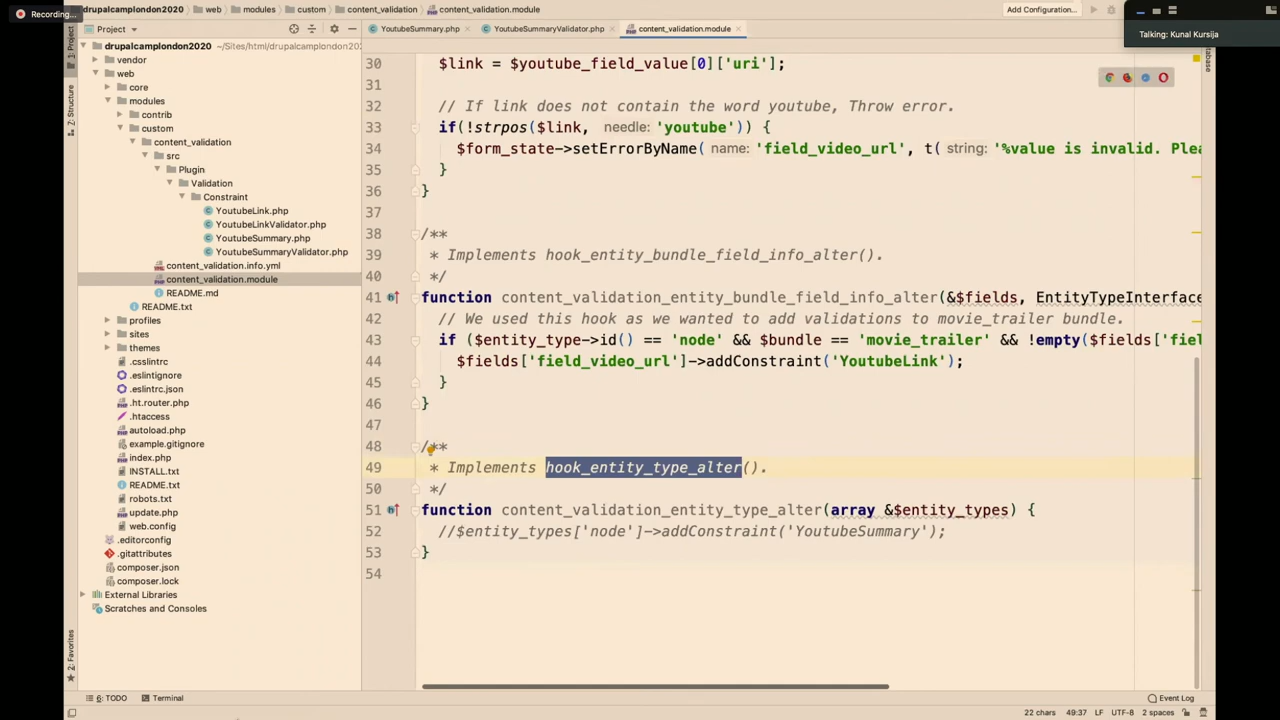 Recording...
drupalcamplondon2020 › web › modules › custom › content_validation › content_validation.module
Add Configuration...
Talking: Kunal Kursija
Project
YoutubeSummary.php
YoutubeSummaryValidator.php
content_validation.module
1: Project
7: Structure
2: Favorites
drupalcamplondon2020 ~/Sites/html/drupalcamplondon202
vendor
web
core
modules
contrib
custom
content_validation
src
Plugin
Validation
Constraint
YoutubeLink.php
YoutubeLinkValidator.php
YoutubeSummary.php
YoutubeSummaryValidator.php
content_validation.info.yml
content_validation.module
README.md
README.txt
profiles
sites
themes
.csslintrc
.eslintignore
.eslintrc.json
.ht.router.php
.htaccess
autoload.php
example.gitignore
index.php
INSTALL.txt
README.txt
robots.txt
update.php
web.config
.editorconfig
.gitattributes
composer.json
composer.lock
External Libraries
Scratches and Consoles
30 $link = $youtube_field_value[0]['uri'];
31
32 // If link does not contain the word youtube, Throw error.
33 if(!strpos($link, needle: 'youtube')) {
34 $form_state->setErrorByName( name: 'field_video_url', t( string: '%value is invalid. Plea
35 }
36 }
37
38 /**
39 * Implements hook_entity_bundle_field_info_alter().
40 */
41 function content_validation_entity_bundle_field_info_alter(&$fields, EntityTypeInterface
42 // We used this hook as we wanted to add validations to movie_trailer bundle.
43 if ($entity_type->id() == 'node' && $bundle == 'movie_trailer' && !empty($fields['fiel
44 $fields['field_video_url']->addConstraint('YoutubeLink');
45 }
46 }
47
48 /**
49 * Implements hook_entity_type_alter().
50 */
51 function content_validation_entity_type_alter(array &$entity_types) {
52 //$entity_types['node']->addConstraint('YoutubeSummary');
53 }
54
6: TODO
Terminal
Event Log
22 chars 49:37 LF UTF-8 2 spaces